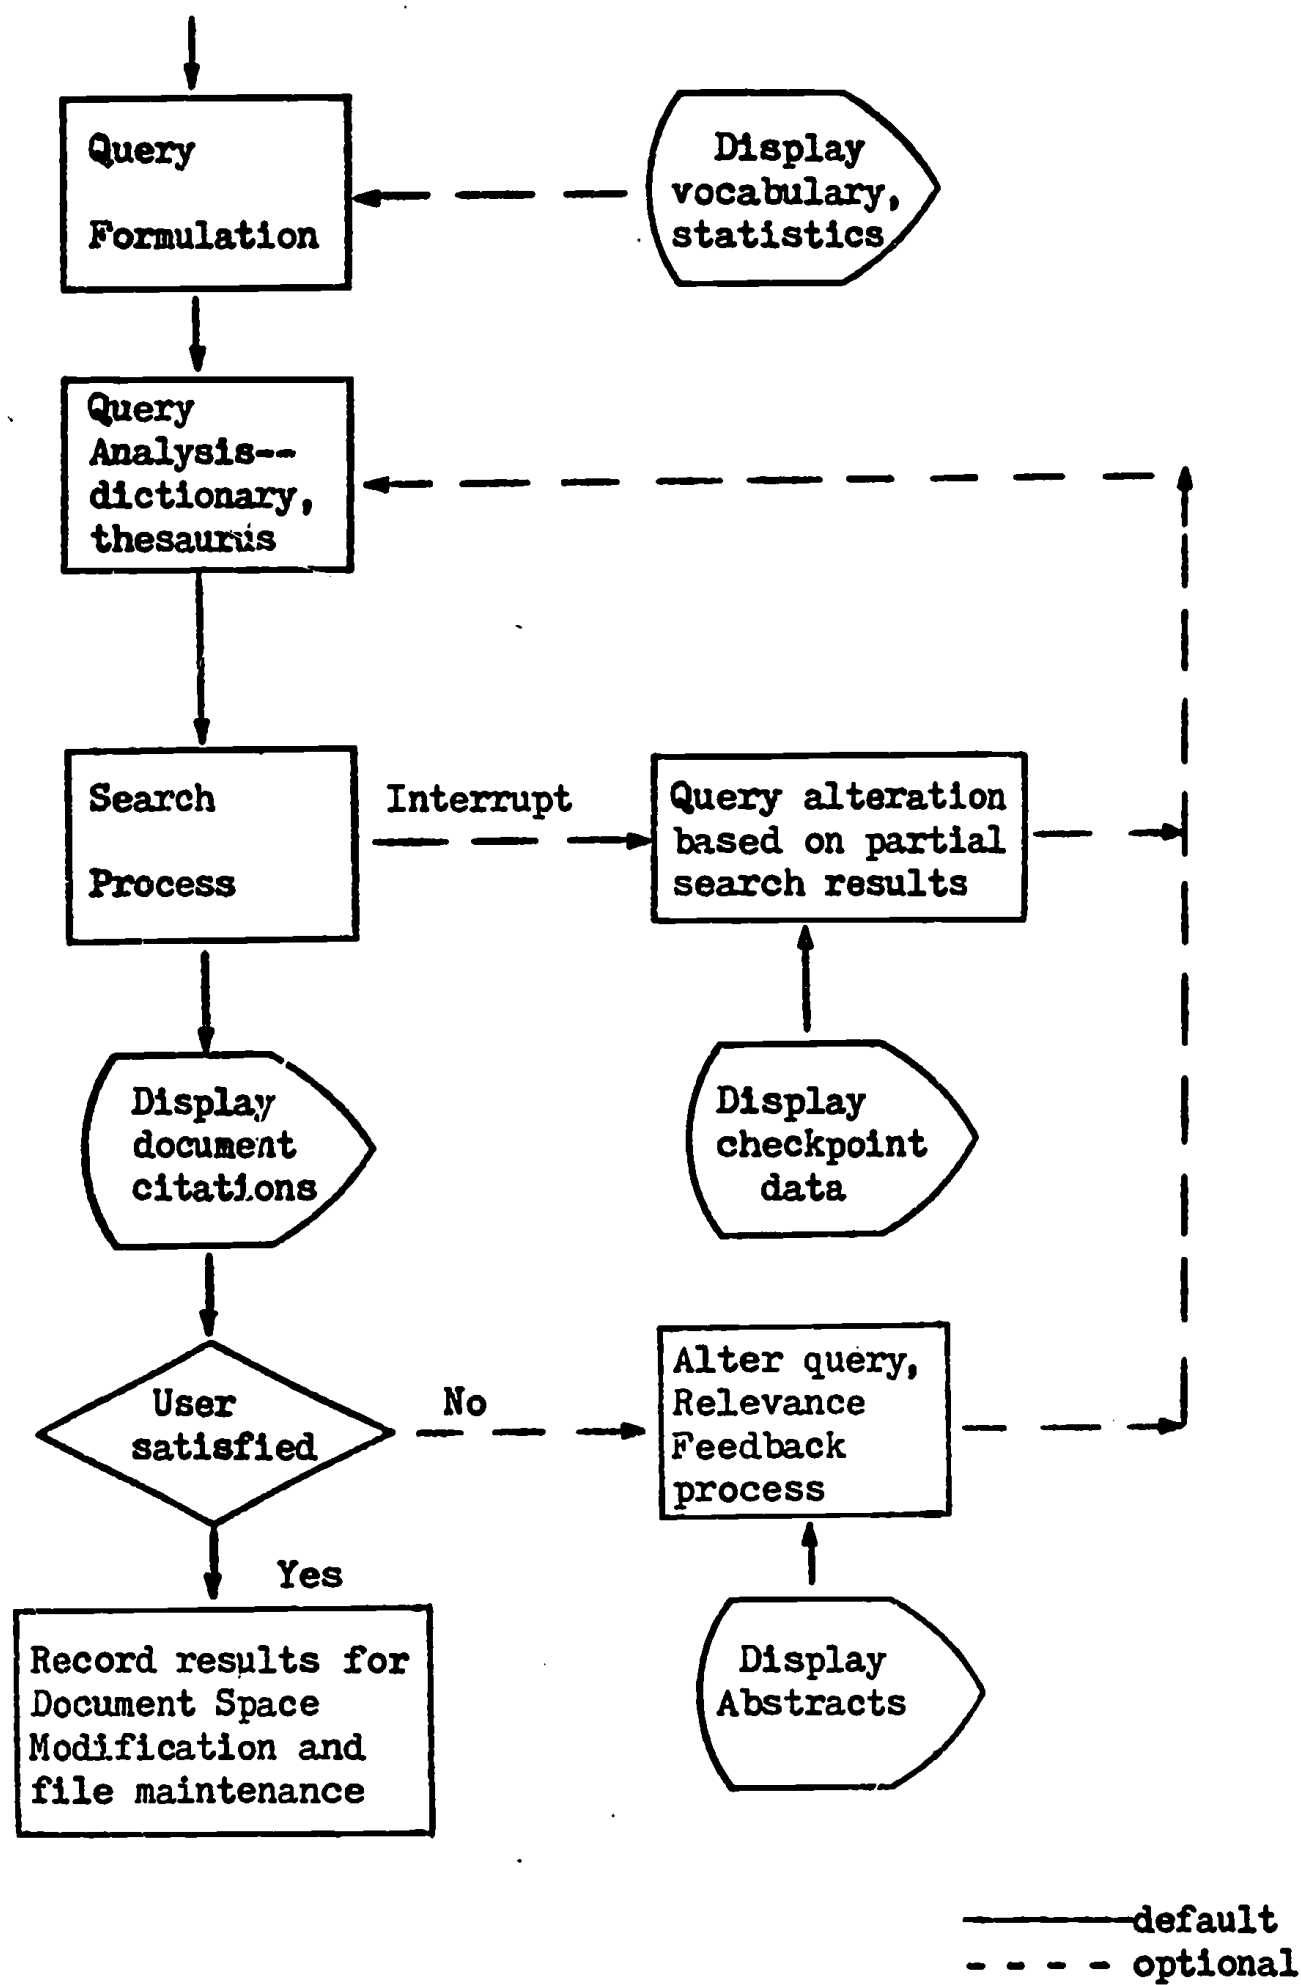 Query
Formulation
Display
vocabulary,
statistics
Query
Analysis--
dictionary,
thesaurus
Search
Process
Interrupt
Query alteration
based on partial
search results
Display
document
citations
Display
checkpoint
data
User
satisfied
No
Alter query,
Relevance
Feedback
process
Yes
Record results for
Document Space
Modification and
file maintenance
Display
Abstracts
default
optional